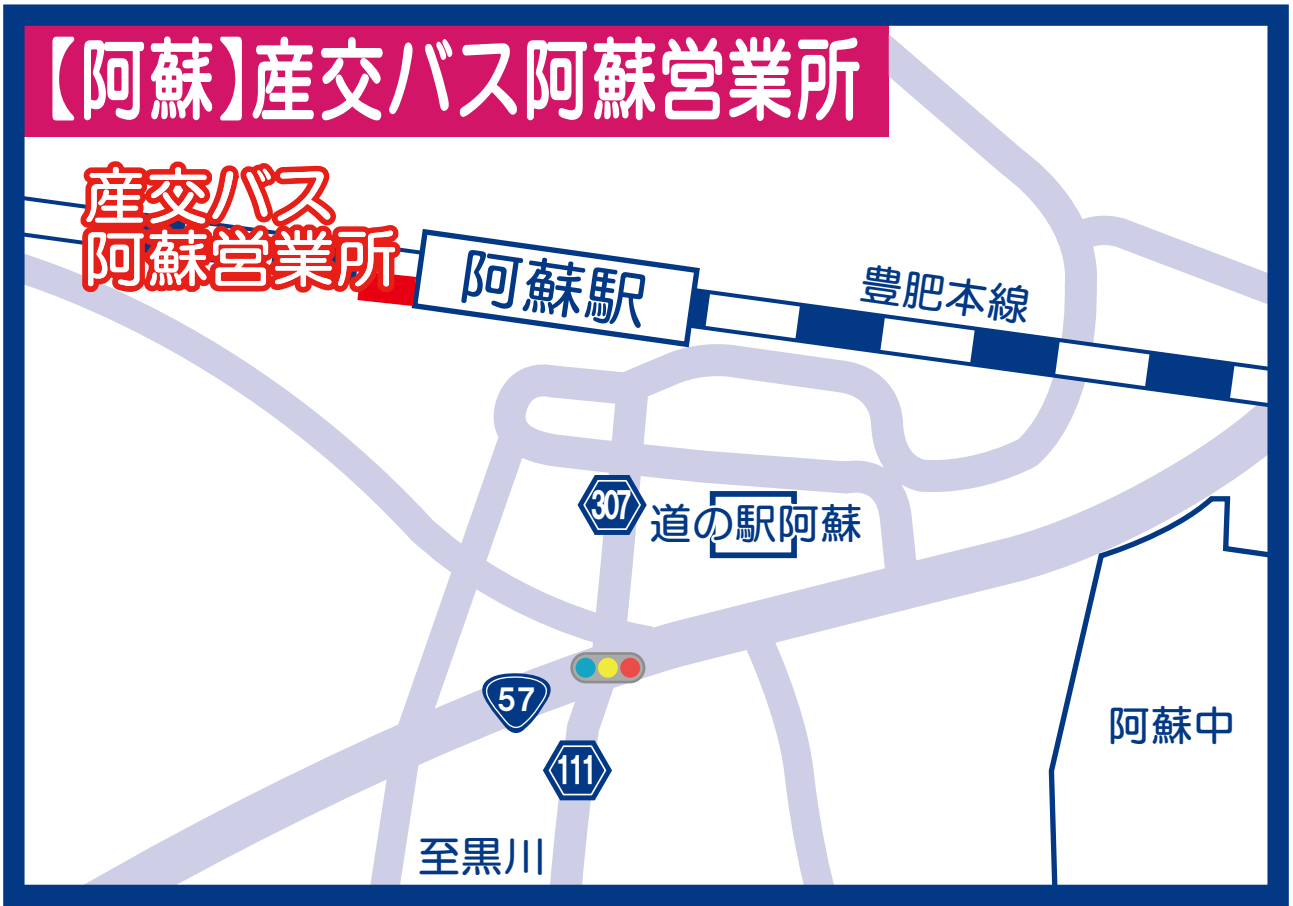 【阿蘇】産交バス阿蘇営業所
産交バス
阿蘇営業所
阿蘇駅
豊肥本線
307
道の駅阿蘇
57
111
阿蘇中
至黒川